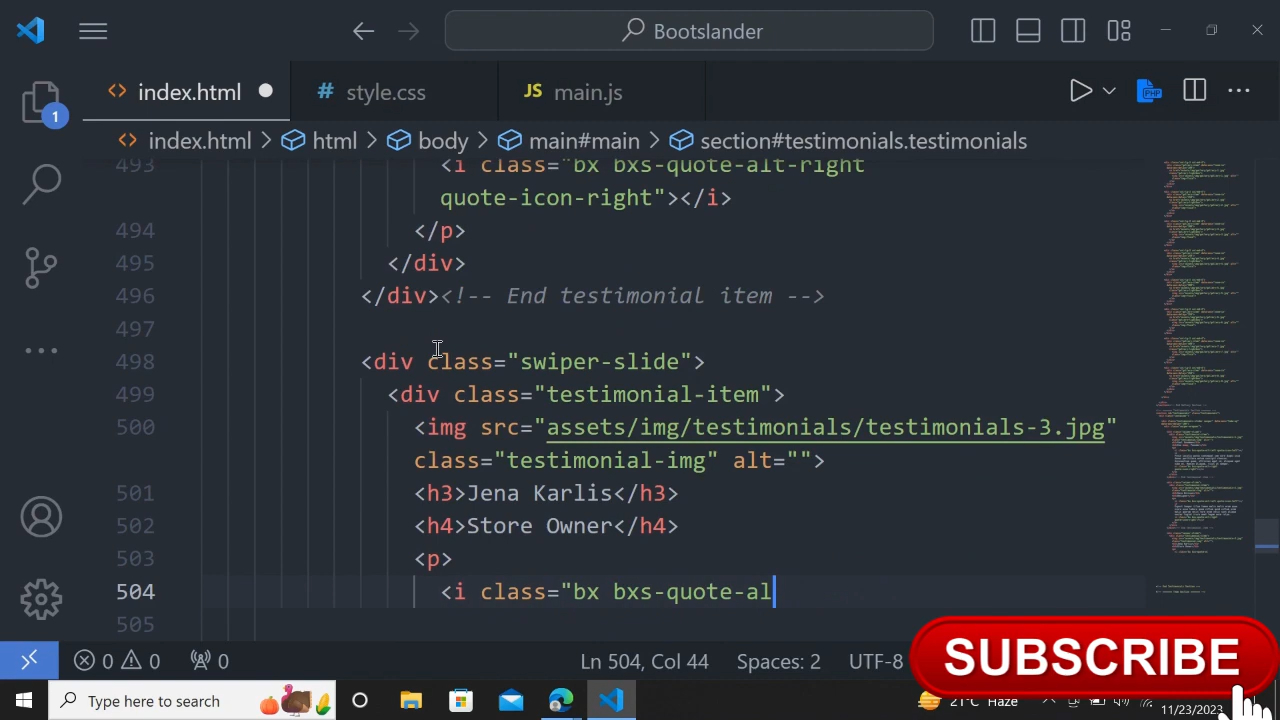 Bootslander
index.html
# style.css
JS main.js
index.html > html > body > main#main > section#testimonials.testimonials
493 <i class="bx bxs-quote-alt-right
quote-icon-right"></i>
494 </p>
495 </div>
496 </div><!-- End testimonial item -->
497
498 <div class="swiper-slide">
499 <div class="testimonial-item">
500 <img src="assets/img/testimonials/testimonials-3.jpg"
class="testimonial-img" alt="">
501 <h3>Jena Karlis</h3>
502 <h4>Store Owner</h4>
503 <p>
504 <i class="bx bxs-quote-al
505
1
0 0 0
Ln 504, Col 44 Spaces: 2 UTF-8
SUBSCRIBE
Type here to search
21°C Haze
11/23/2023